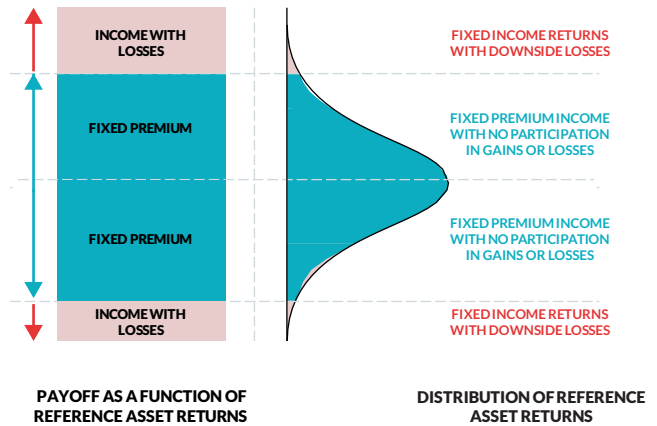 INCOME WITH
LOSSES
FIXED PREMIUM
FIXED PREMIUM
INCOME WITH
LOSSES
FIXED INCOME RETURNS
WITH DOWNSIDE LOSSES
FIXED PREMIUM INCOME
WITH NO PARTICIPATION
IN GAINS OR LOSSES
FIXED PREMIUM INCOME
WITH NO PARTICIPATION
IN GAINS OR LOSSES
FIXED INCOME RETURNS
WITH DOWNSIDE LOSSES
PAYOFF AS A FUNCTION OF
REFERENCE ASSET RETURNS
DISTRIBUTION OF REFERENCE
ASSET RETURNS